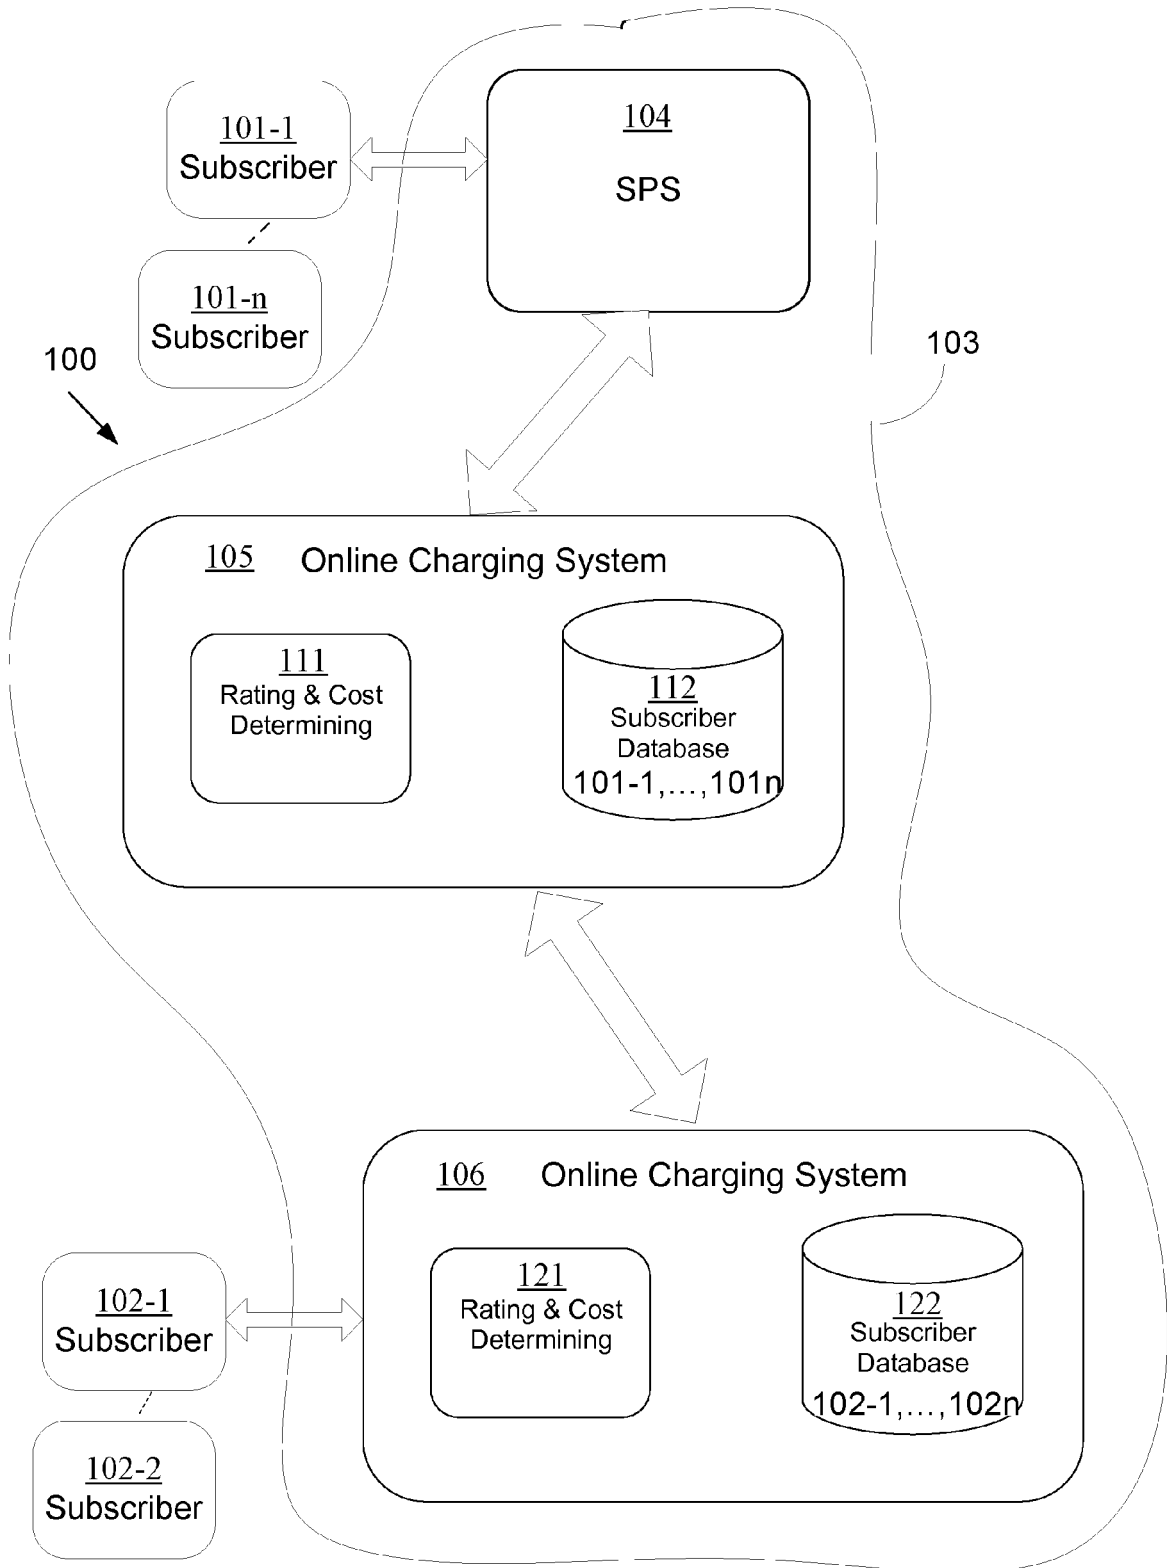 101-1
Subscriber
104
SPS
101-n
Subscriber
100
103
105 Online Charging System
111
Rating & Cost
Determining
112
Subscriber
Database
101-1,...,101n
106 Online Charging System
121
Rating & Cost
Determining
122
Subscriber
Database
102-1,...,102n
102-1
Subscriber
102-2
Subscriber